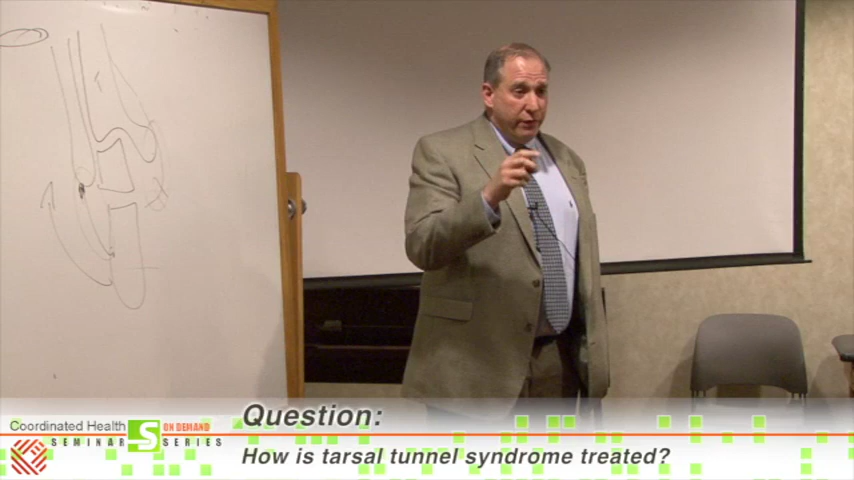 Question:
Coordinated Health
ON DEMAND
SEMINAR S SERIES
How is tarsal tunnel syndrome treated?